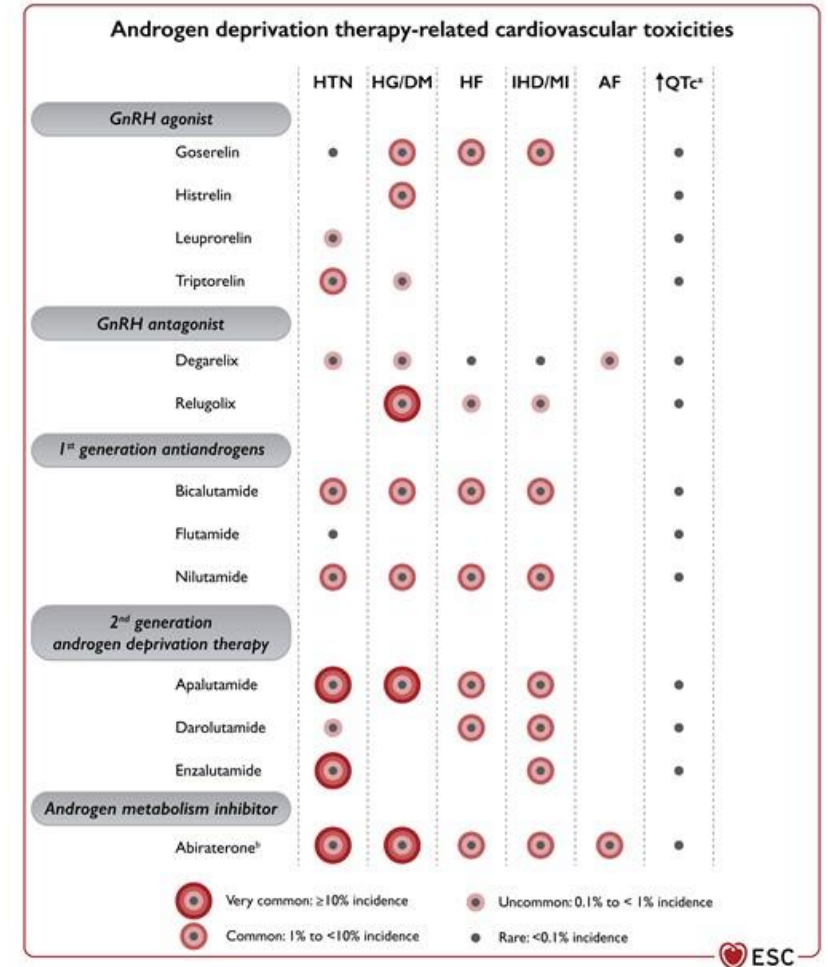 Androgen deprivation therapy-related cardiovascular toxicities
HTN HG/DM HF IHD/MI AF ↑QTcᵃ
GnRH agonist
Goserelin
Histrelin
Leuprorelin
Triptorelin
GnRH antagonist
Degarelix
Relugolix
1ˢᵗ generation antiandrogens
Bicalutamide
Flutamide
Nilutamide
2ⁿᵈ generation
androgen deprivation therapy
Apalutamide
Darolutamide
Enzalutamide
Androgen metabolism inhibitor
Abirateroneᵇ
Very common: ≥10% incidence
Uncommon: 0.1% to < 1% incidence
Common: 1% to <10% incidence
Rare: <0.1% incidence
ESC